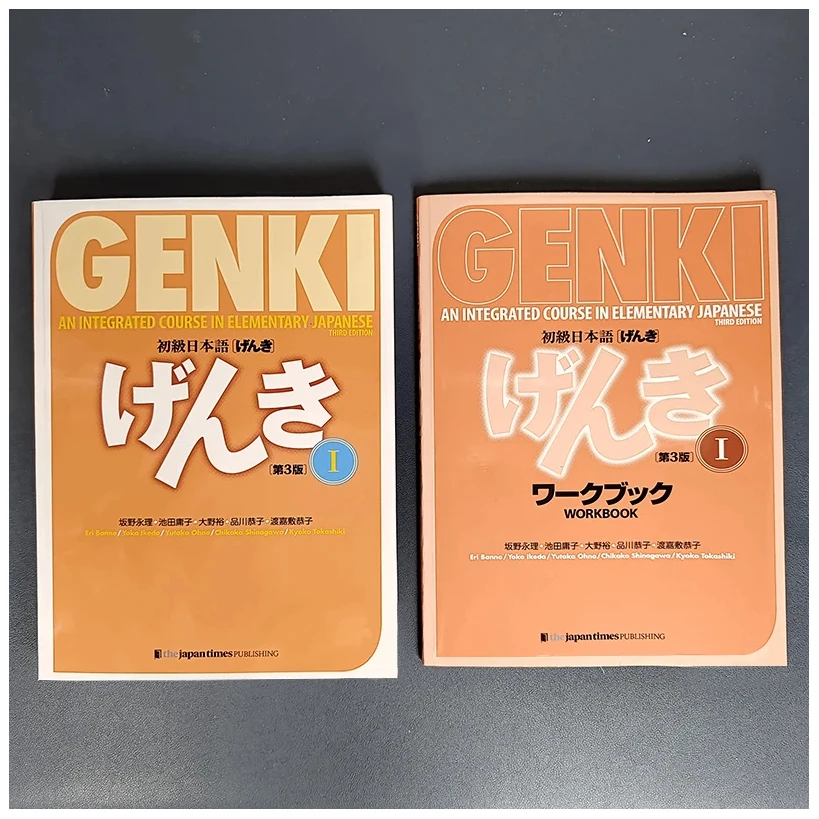 GENKI
AN INTEGRATED COURSE IN ELEMENTARY JAPANESE
THIRD EDITION
初級日本語[げんき]
げんき
[第3版]
I
坂野永理・池田庸子・大野裕・品川恭子・渡嘉敷恭子
Eri Banno/Yoko Ikeda/Yutaka Ohno/Chikako Shinagawa/Kyoko Tokashiki
the japantimes PUBLISHING
GENKI
AN INTEGRATED COURSE IN ELEMENTARY JAPANESE
THIRD EDITION
初級日本語[げんき]
げんき
[第3版]
I
ワークブック
WORKBOOK
坂野永理・池田庸子・大野裕・品川恭子・渡嘉敷恭子
Eri Banno/Yoko Ikeda/Yutaka Ohno/Chikako Shinagawa/Kyoko Tokashiki
the japantimes PUBLISHING